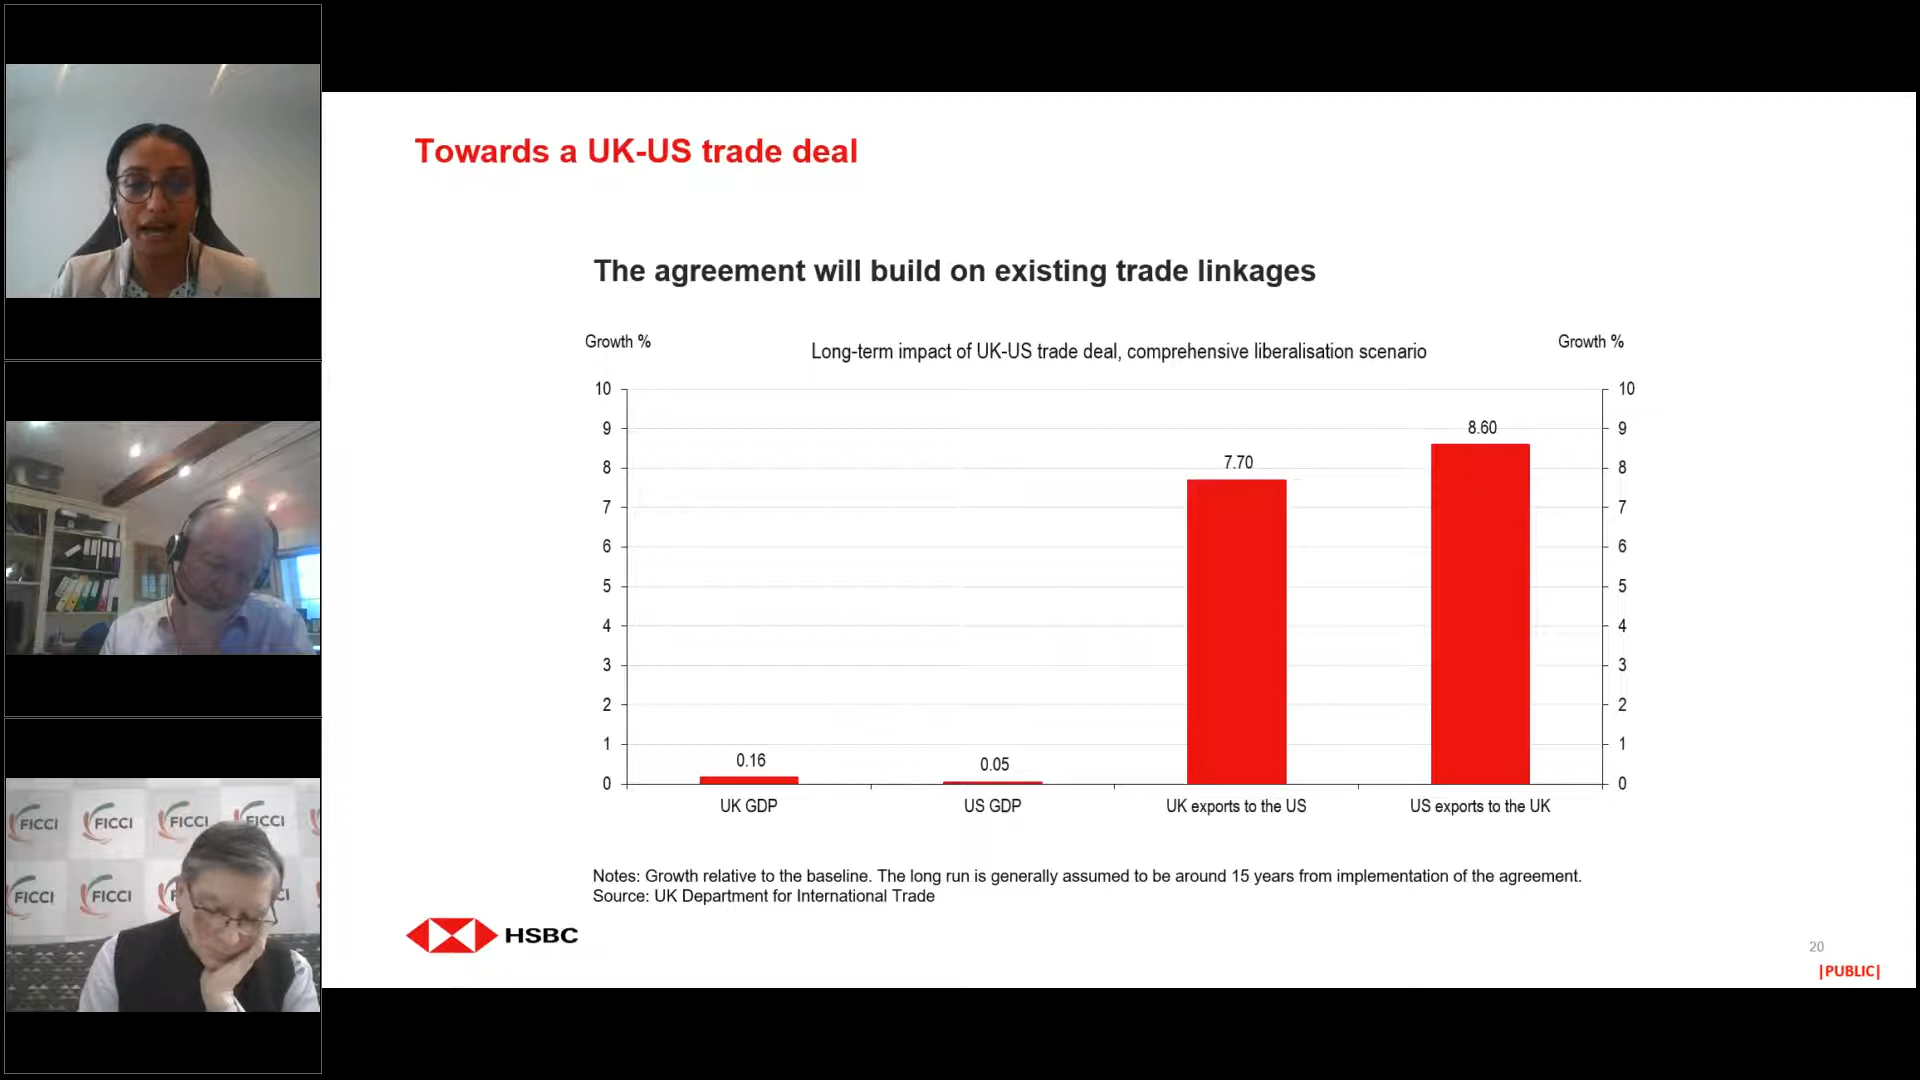 Towards a UK-US trade deal
The agreement will build on existing trade linkages
Growth %
Growth %
Long-term impact of UK-US trade deal, comprehensive liberalisation scenario
10
9
8
7
6
5
4
3
2
1
0
10
9
8
7
6
5
4
3
2
1
0
0.16
0.05
7.70
8.60
UK GDP
US GDP
UK exports to the US
US exports to the UK
Notes: Growth relative to the baseline. The long run is generally assumed to be around 15 years from implementation of the agreement.
Source: UK Department for International Trade
HSBC
20
|PUBLIC|
FICCI FICCI FICCI FICCI
FICCI FICCI